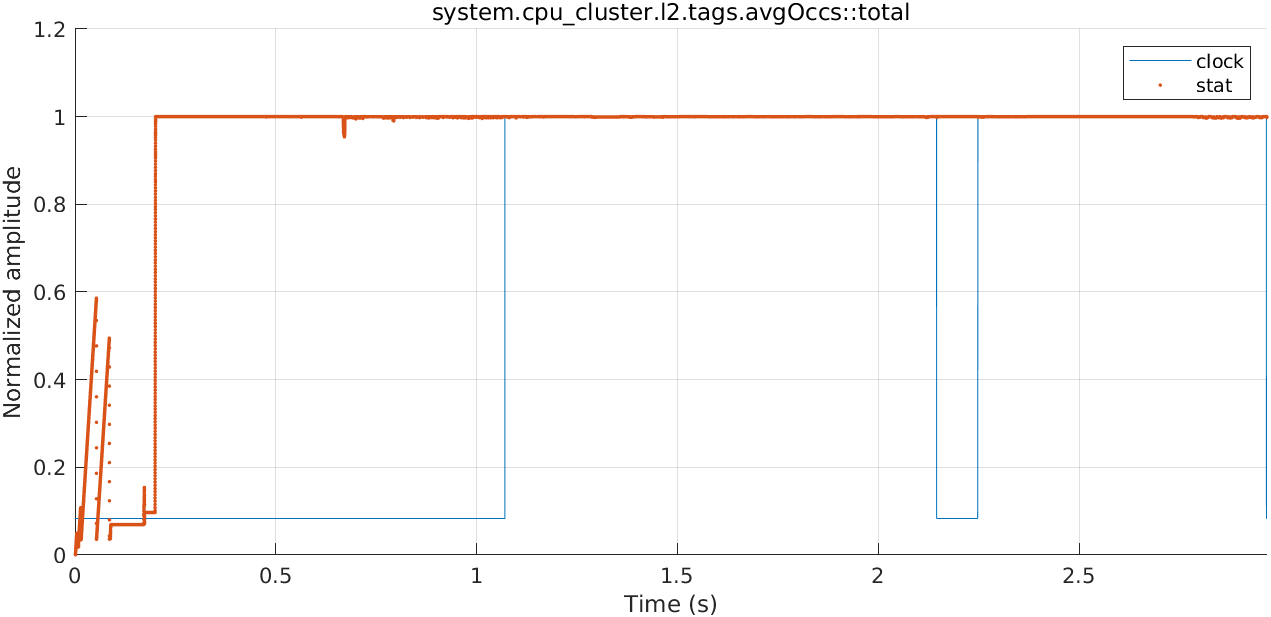 system.cpu_cluster.l2.tags.avgOccs::total
1.2
1
0.8
0.6
0.4
0.2
0
Normalized amplitude
clock
stat
0
0.5
1
1.5
2
2.5
Time (s)